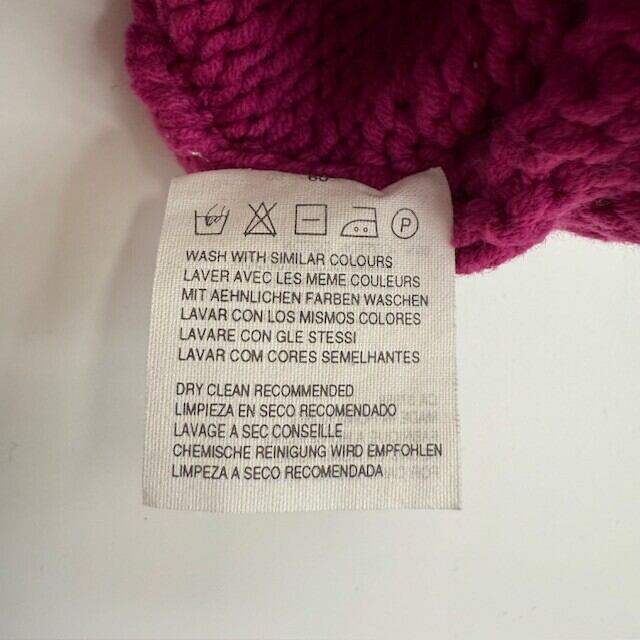 P
WASH WITH SIMILAR COLOURS
LAVER AVEC LES MEME COULEURS
MIT AEHNLICHEN FARBEN WASCHEN
LAVAR CON LOS MISMOS COLORES
LAVARE CON GLE STESSI
LAVAR COM CORES SEMELHANTES
DRY CLEAN RECOMMENDED
LIMPIEZA EN SECO RECOMENDADO
LAVAGE A SEC CONSEILLE
CHEMISCHE REINIGUNG WIRD EMPFOHLEN
LIMPEZA A SECO RECOMENDADA